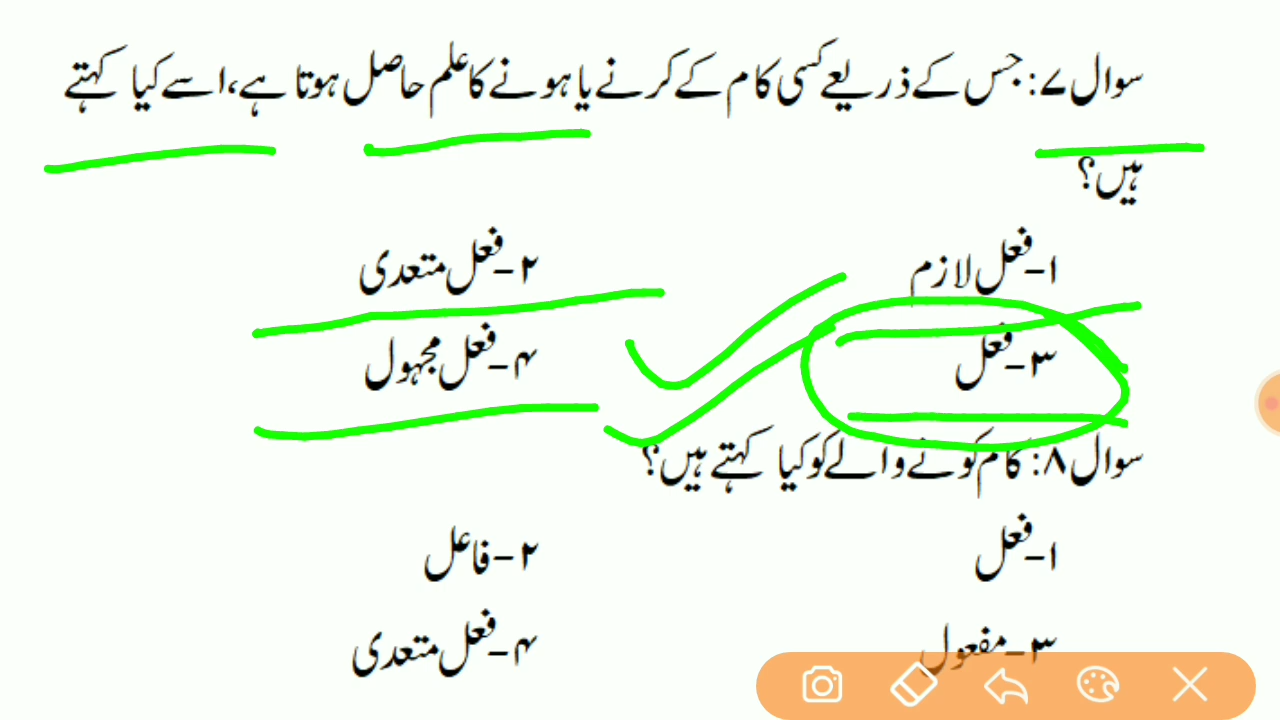 سوال ۷: جس کے ذریعے کسی کام کے کرنے یا ہونے کا علم حاصل ہوتا ہے، اسے کیا کہتے
ہیں؟
۱- فعل لازم ۲- فعل متعدی
۳- فعل ۴- فعل مجہول
سوال ۸: کام کونے والے کو کیا کہتے ہیں؟
۱- فعل ۲- فاعل
۳- مفعول ۴- فعل متعدی